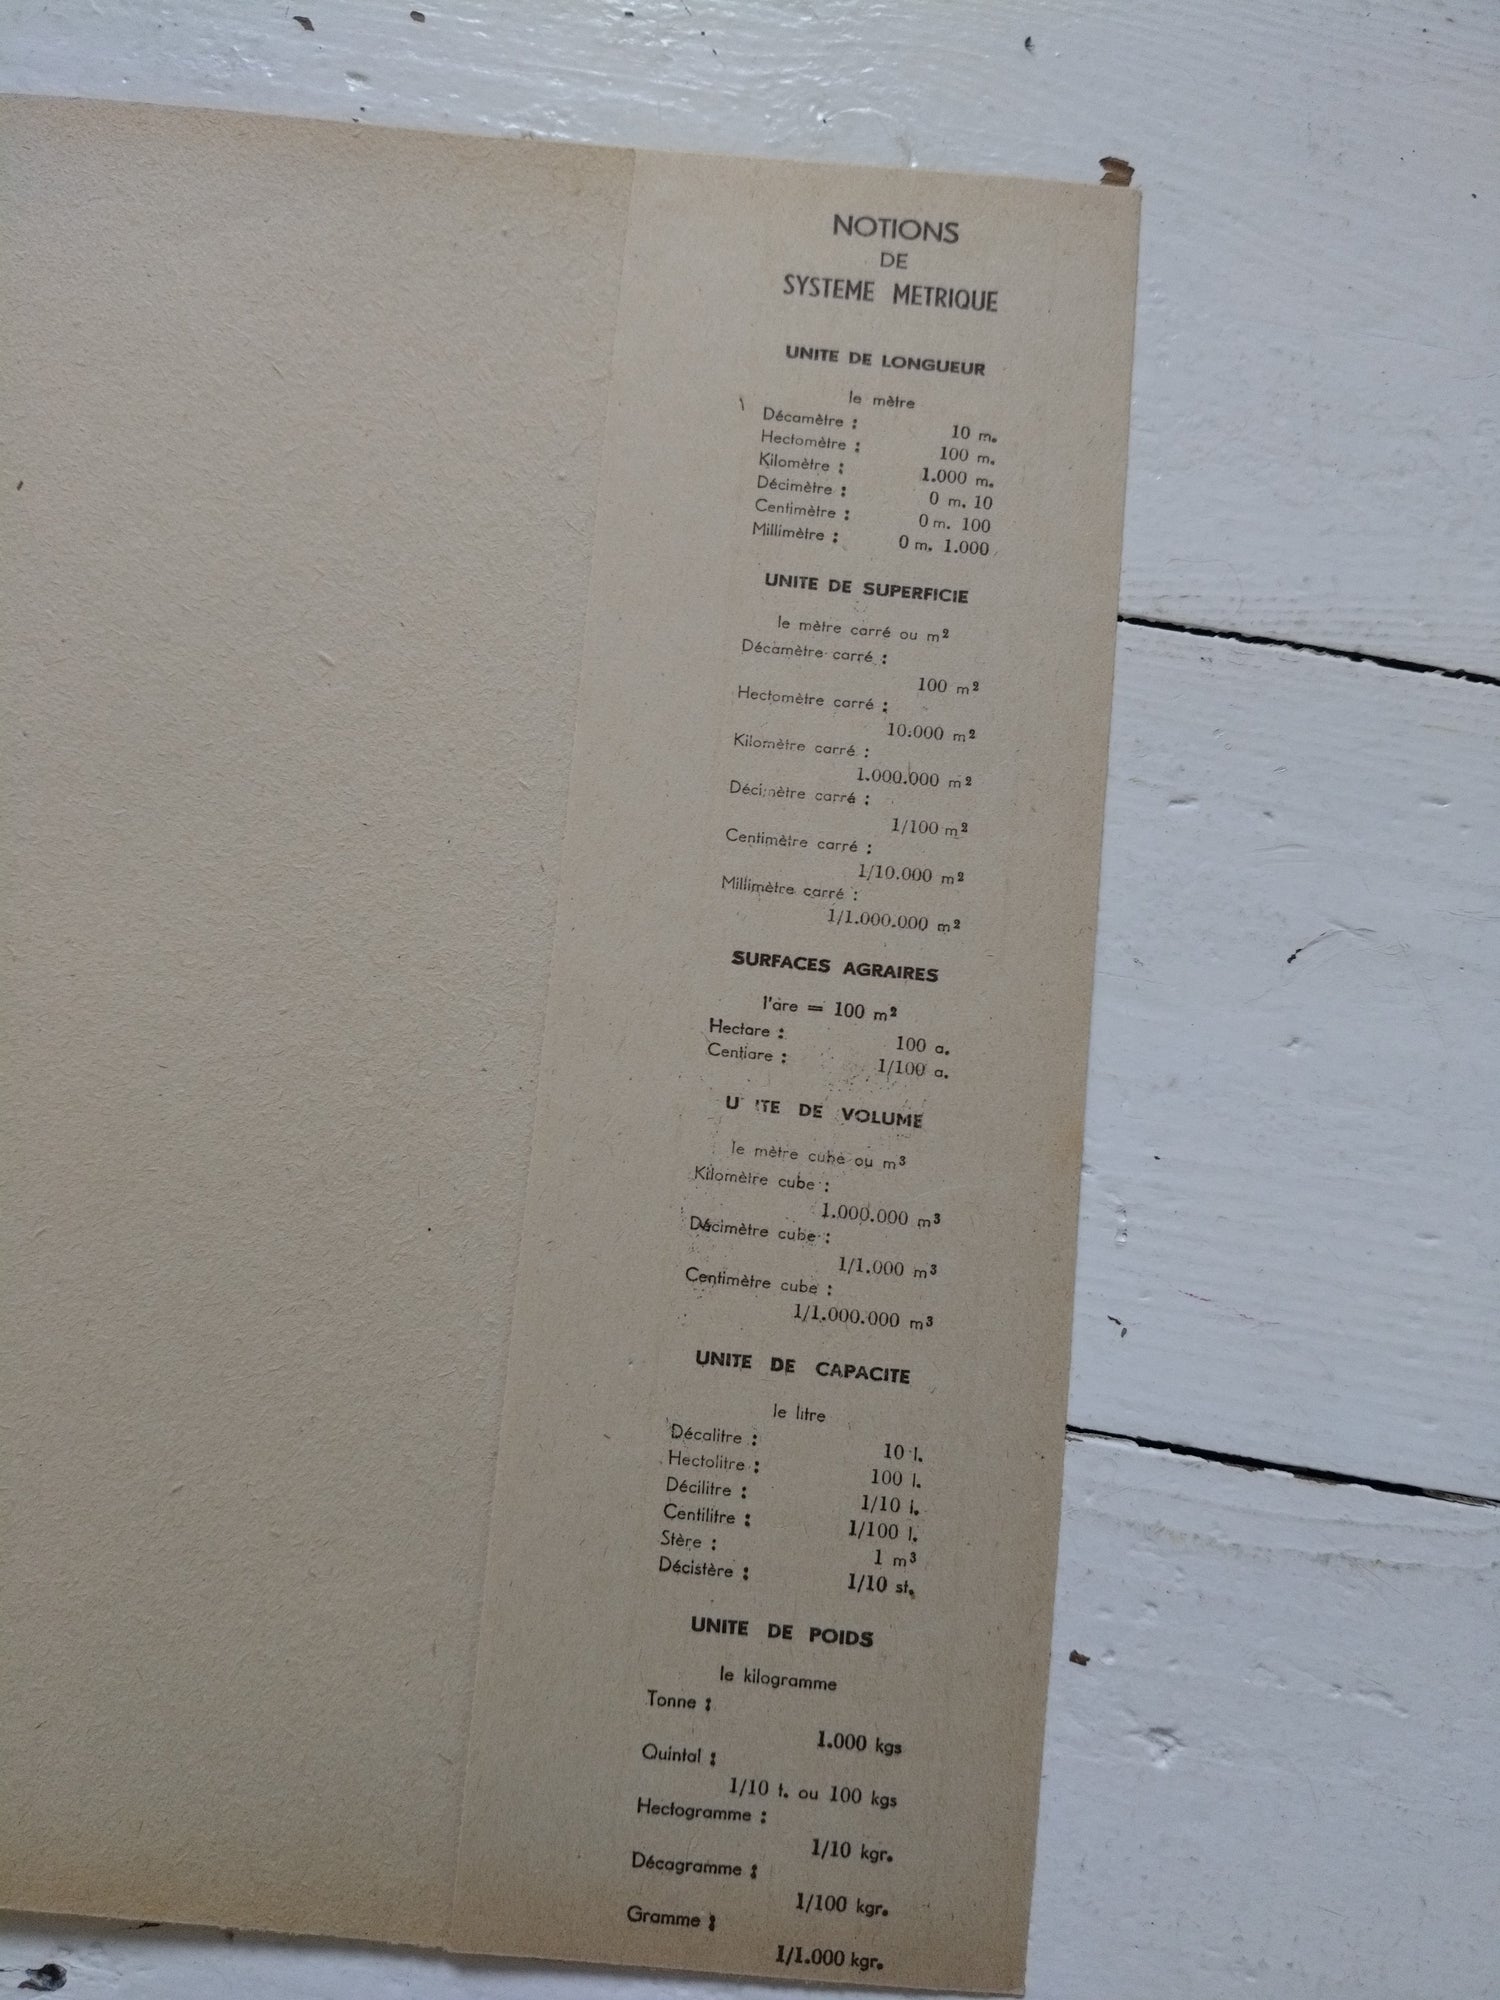 NOTIONS
DE
SYSTEME METRIQUE
UNITE DE LONGUEUR
le mètre
Décamètre : 10 m.
Hectomètre : 100 m.
Kilomètre : 1.000 m.
Décimètre : 0 m. 10
Centimètre : 0 m. 100
Millimètre : 0 m. 1.000
UNITE DE SUPERFICIE
le mètre carré ou m²
Décamètre carré :
100 m²
Hectomètre carré :
10.000 m²
Kilomètre carré :
1.000.000 m²
Décimètre carré :
1/100 m²
Centimètre carré :
1/10.000 m²
Millimètre carré :
1/1.000.000 m²
SURFACES AGRAIRES
l'are = 100 m²
Hectare : 100 a.
Centiare : 1/100 a.
UNITE DE VOLUME
le mètre cube ou m³
Kilomètre cube :
1.000.000 m³
Décimètre cube :
1/1.000 m³
Centimètre cube :
1/1.000.000 m³
UNITE DE CAPACITE
le litre
Décalitre : 10 l.
Hectolitre : 100 l.
Décilitre : 1/10 l.
Centilitre : 1/100 l.
Stère : 1 m³
Décistère : 1/10 st.
UNITE DE POIDS
le kilogramme
Tonne :
1.000 kgs
Quintal :
1/10 t. ou 100 kgs
Hectogramme :
1/10 kgr.
Décagramme :
1/100 kgr.
Gramme :
1/1.000 kgr.